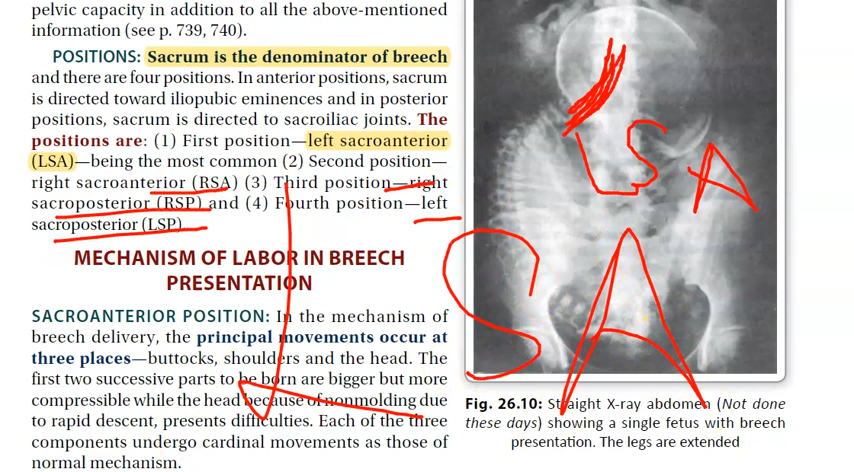 pelvic capacity in addition to all the above-mentioned
information (see p. 739, 740).
POSITIONS: Sacrum is the denominator of breech
and there are four positions. In anterior positions, sacrum
is directed toward iliopubic eminences and in posterior
positions, sacrum is directed to sacroiliac joints. The
positions are: (1) First position—left sacroanterior
(LSA)—being the most common (2) Second position—
right sacroanterior (RSA) (3) Third position—right
sacroposterior (RSP) and (4) Fourth position—left
sacroposterior (LSP)
MECHANISM OF LABOR IN BREECH
PRESENTATION
SACROANTERIOR POSITION: In the mechanism of
breech delivery, the principal movements occur at
three places—buttocks, shoulders and the head. The
first two successive parts to be born are bigger but more
compressible while the head because of nonmolding due
to rapid descent, presents difficulties. Each of the three
components undergo cardinal movements as those of
normal mechanism.
LSA
L S A
Fig. 26.10: Straight X-ray abdomen (Not done
these days) showing a single fetus with breech
presentation. The legs are extended